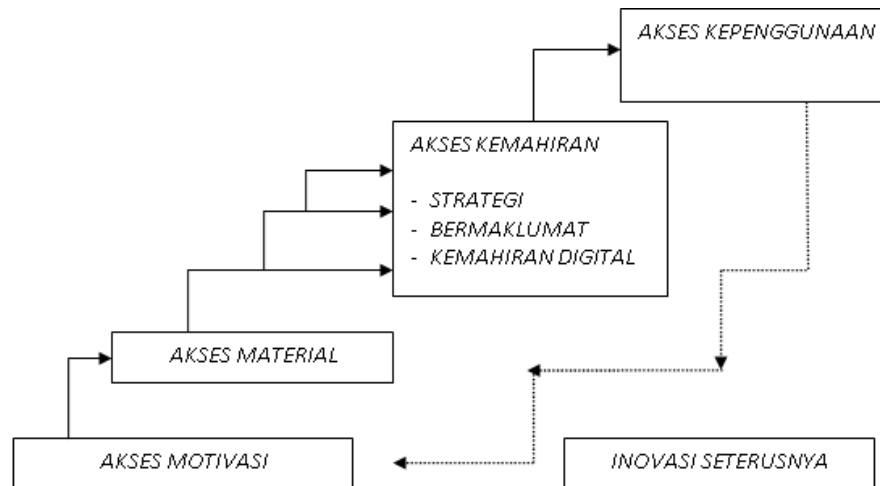 AKSES KEPENGGUNAAN
AKSES KEMAHIRAN
- STRATEGI
- BERMAKLUMAT
- KEMAHIRAN DIGITAL
AKSES MATERIAL
AKSES MOTIVASI
INOVASI SETERUSNYA